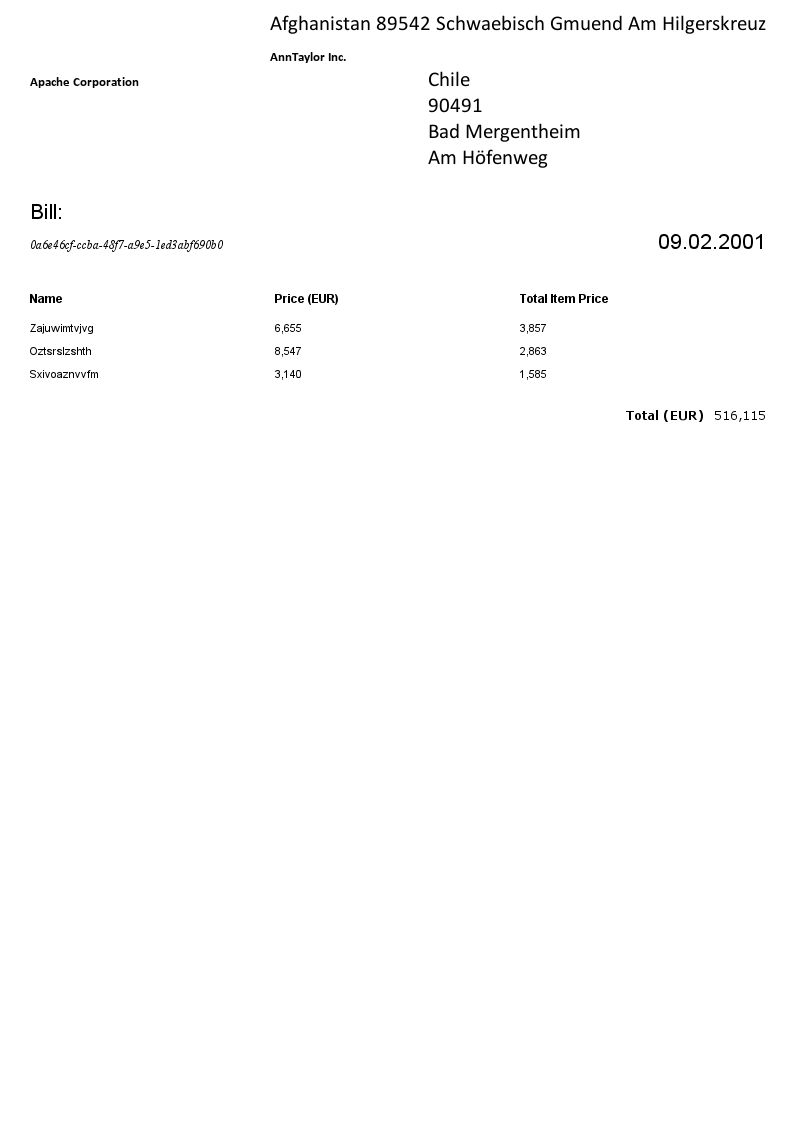 Afghanistan 89542 Schwaebisch Gmuend Am Hilgerskreuz
AnnTaylor Inc.
Apache Corporation
Chile
90491
Bad Mergentheim
Am Höfenweg
Bill:
0a6e46cf-ccba-48f7-a9e5-1ed3abf690b0
09.02.2001
Name Price (EUR) Total Item Price
Zajuwimtvjvg 6,655 3,857
Oztsrslzshth 8,547 2,863
Sxivoaznvvfm 3,140 1,585
Total (EUR) 516,115